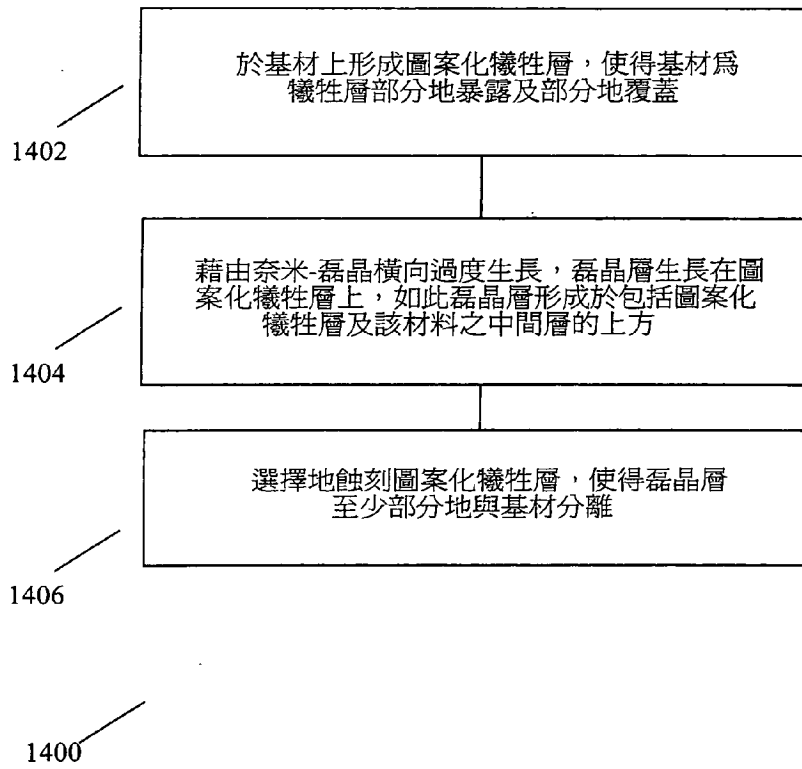 於基材上形成圖案化犧牲層，使得基材爲
犧牲層部分地暴露及部分地覆蓋
1402
藉由奈米-磊晶橫向過度生長，磊晶層生長在圖
案化犧牲層上，如此磊晶層形成於包括圖案化
犧牲層及該材料之中間層的上方
1404
選擇地蝕刻圖案化犧牲層，使得磊晶層
至少部分地與基材分離
1406
1400